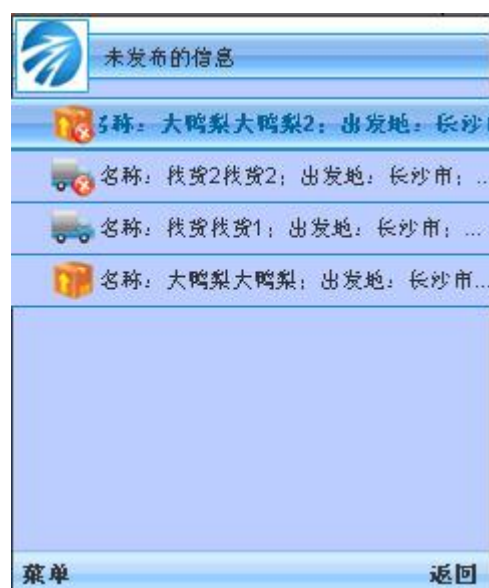 未发布的信息
名称：大鸭梨大鸭梨2；出发地：长沙
名称：找货2找货2；出发地：长沙市；...
名称：找货找货1；出发地：长沙市；...
名称：大鸭梨大鸭梨；出发地：长沙市...
菜单
返回